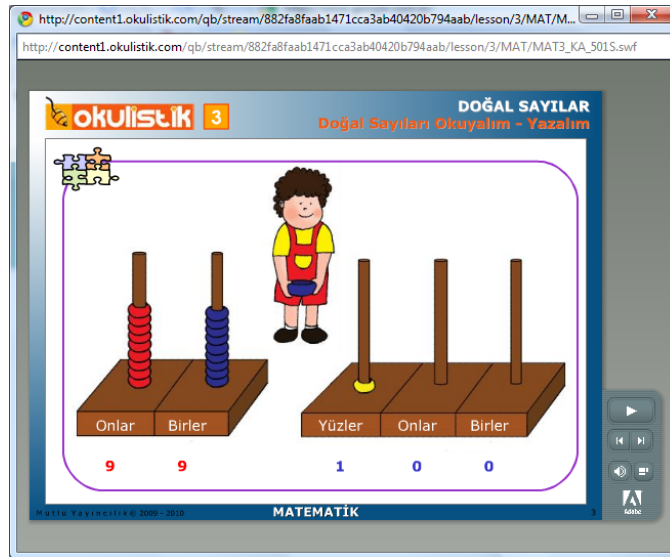 http://content1.okulistik.com/qb/stream/882fa8faab1471cca3ab40420b794aab/lesson/3/MAT/M...
http://content1.okulistik.com/qb/stream/882fa8faab1471cca3ab40420b794aab/lesson/3/MAT/MAT3_KA_501S.swf
okulistik 3
DOĞAL SAYILAR
Doğal Sayıları Okuyalım - Yazalım
Onlar Birler
Yüzler Onlar Birler
9 9
1 0 0
Mutlu Yayıncılık © 2009 - 2010
MATEMATİK
3
Adobe